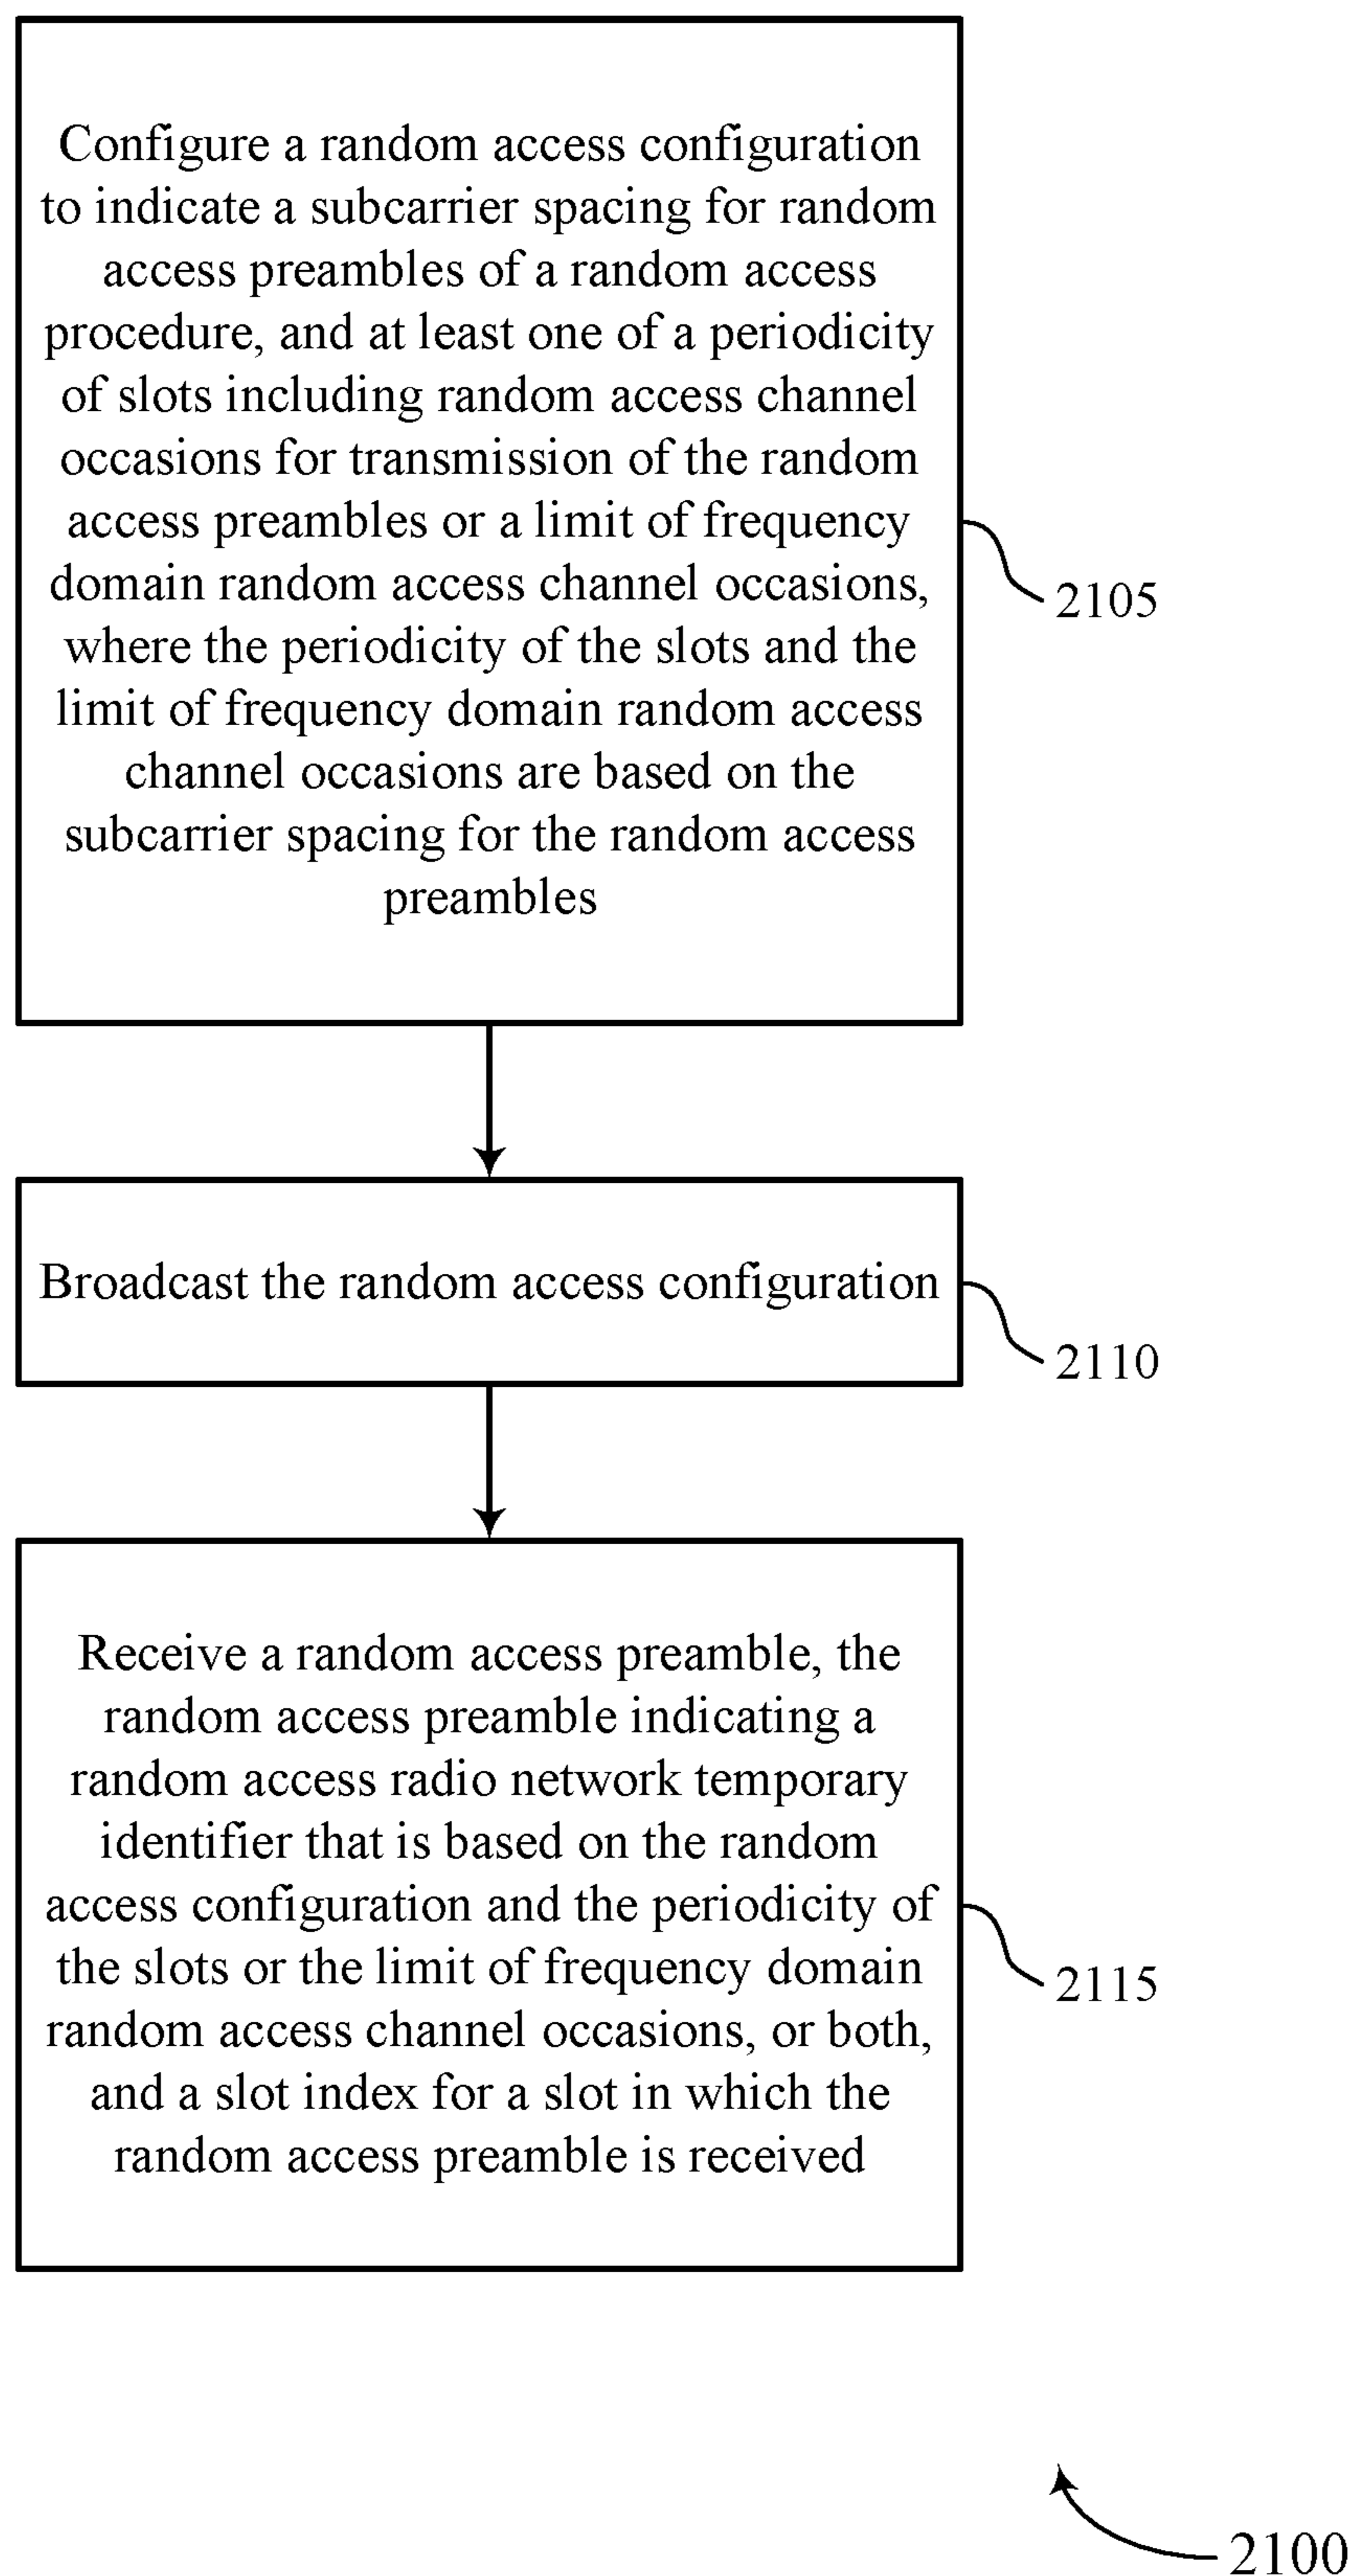 Configure a random access configuration
to indicate a subcarrier spacing for random
access preambles of a random access
procedure, and at least one of a periodicity
of slots including random access channel
occasions for transmission of the random
access preambles or a limit of frequency
domain random access channel occasions,
where the periodicity of the slots and the
limit of frequency domain random access
channel occasions are based on the
subcarrier spacing for the random access
preambles
2105
Broadcast the random access configuration
2110
Receive a random access preamble, the
random access preamble indicating a
random access radio network temporary
identifier that is based on the random
access configuration and the periodicity of
the slots or the limit of frequency domain
random access channel occasions, or both,
and a slot index for a slot in which the
random access preamble is received
2115
2100